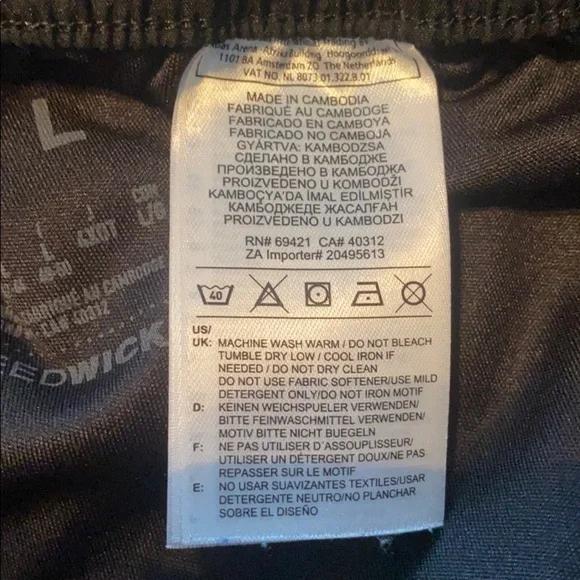 1101 BA Amsterdam ZO The Netherlands
VAT NO. NL 8073.01.322.B.01
MADE IN CAMBODIA
FABRIQUÉ AU CAMBODGE
FABRICADO EN CAMBOYA
FABRICADO NO CAMBOJA
GYÁRTVA: KAMBODZSA
СДЕЛАНО В КАМБОДЖЕ
ПРОИЗВЕДЕНО В КАМБОДЖА
PROIZVEDENO U KOMBODŽI
KAMBOÇYA'DA İMAL EDİLMİŞTİR
КАМБОДЖЕДЕ ЖАСАЛҒАН
PROIZVEDENO U KAMBODZI
RN# 69421 CA# 40312
ZA Importer# 20495613
40
US/
UK: MACHINE WASH WARM / DO NOT BLEACH
TUMBLE DRY LOW / COOL IRON IF
NEEDED / DO NOT DRY CLEAN
DO NOT USE FABRIC SOFTENER/USE MILD
DETERGENT ONLY/DO NOT IRON MOTIF
D: KEINEN WEICHSPUELER VERWENDEN/
BITTE FEINWASCHMITTEL VERWENDEN/
MOTIV BITTE NICHT BUEGELN
F: NE PAS UTILISER D'ASSOUPLISSEUR/
UTILISER UN DÉTERGENT DOUX/NE PAS
REPASSER SUR LE MOTIF
E: NO USAR SUAVIZANTES TEXTILES/USAR
DETERGENTE NEUTRO/NO PLANCHAR
SOBRE EL DISEÑO
L
L
L/G
EEDWICK